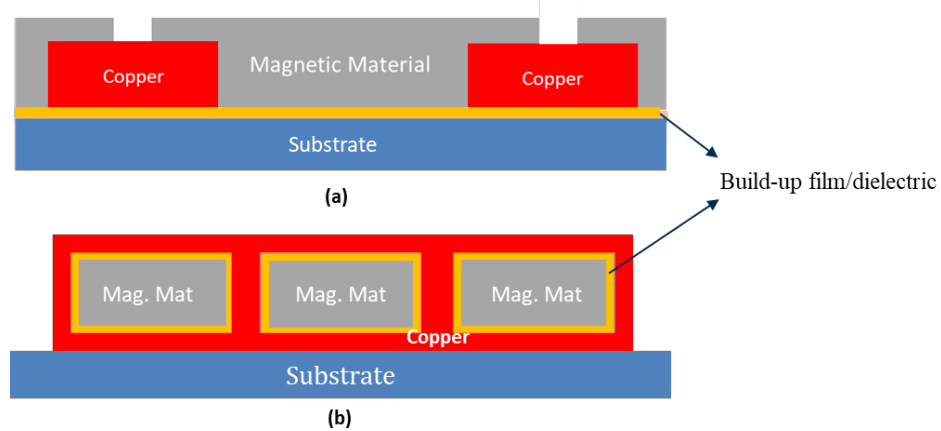 Copper
Magnetic Material
Copper
Substrate
Build-up film/dielectric
(a)
Mag. Mat
Mag. Mat
Mag. Mat
Copper
Substrate
(b)